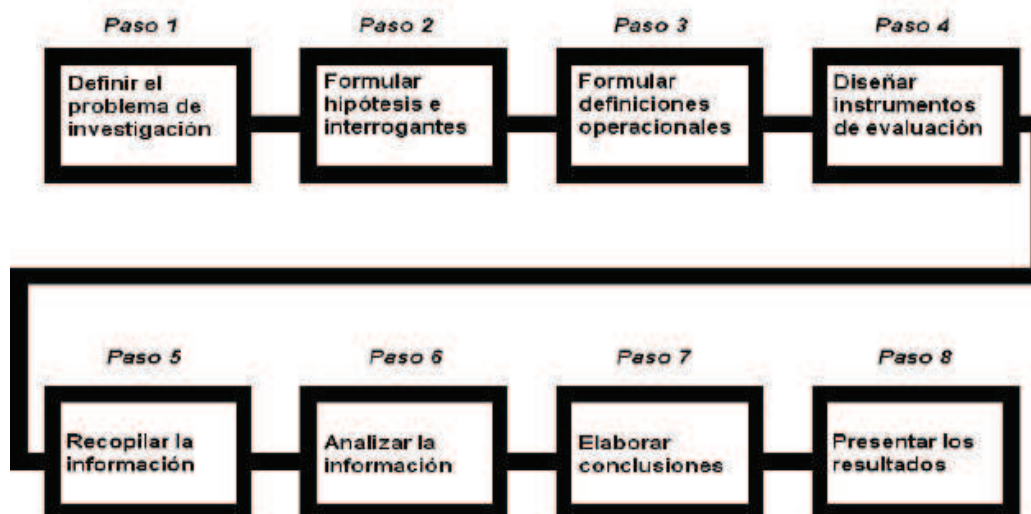 Paso 1
Paso 2
Paso 3
Paso 4
Definir el
problema de
investigación
Formular
hipótesis e
interrogantes
Formular
definiciones
operacionales
Diseñar
instrumentos
de evaluación
Paso 5
Paso 6
Paso 7
Paso 8
Recopilar la
información
Analizar la
información
Elaborar
conclusiones
Presentar los
resultados